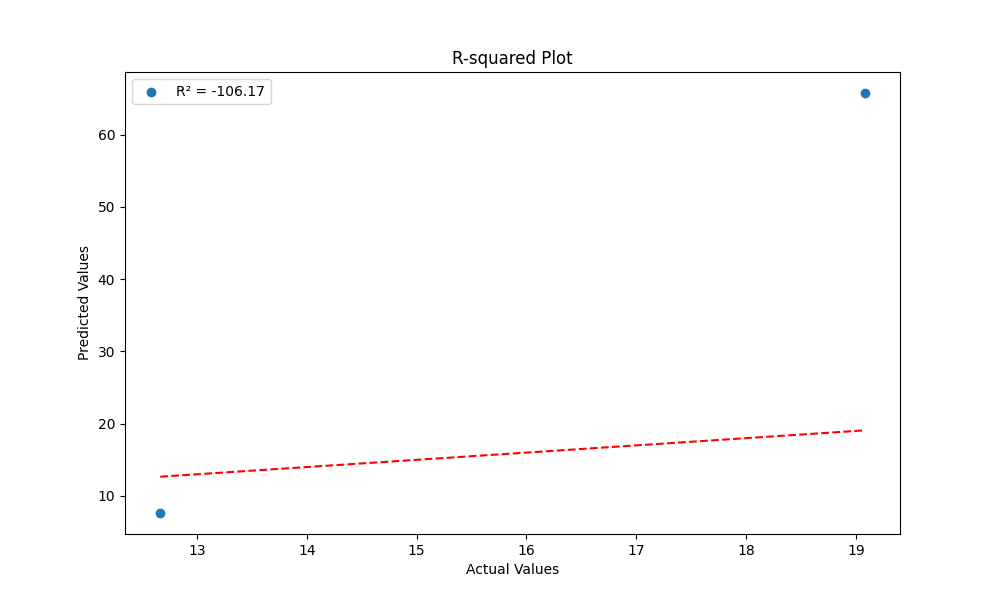 R-squared Plot
R² = -106.17
Predicted Values
60
50
40
30
20
10
13 14 15 16 17 18 19
Actual Values